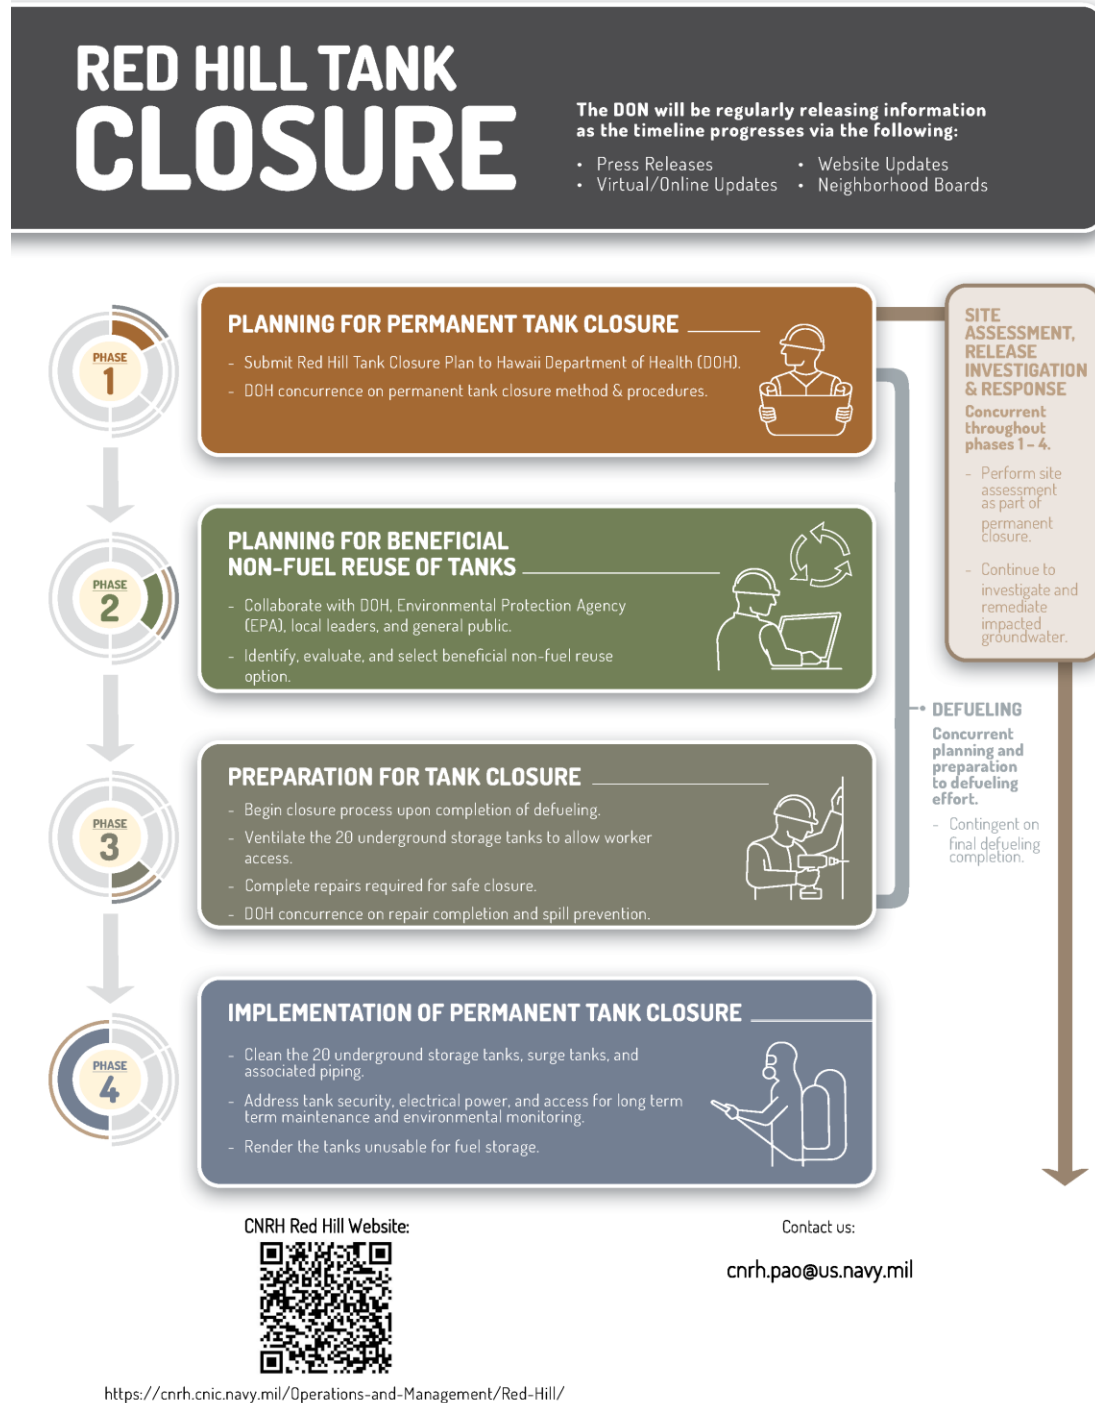 RED HILL TANK
CLOSURE
The DON will be regularly releasing information
as the timeline progresses via the following:
• Press Releases
• Virtual/Online Updates
• Website Updates
• Neighborhood Boards
PHASE
1
PLANNING FOR PERMANENT TANK CLOSURE
- Submit Red Hill Tank Closure Plan to Hawaii Department of Health (DOH).
- DOH concurrence on permanent tank closure method & procedures.
PHASE
2
PLANNING FOR BENEFICIAL
NON-FUEL REUSE OF TANKS
- Collaborate with DOH, Environmental Protection Agency
(EPA), local leaders, and general public.
- Identify, evaluate, and select beneficial non-fuel reuse
option.
PHASE
3
PREPARATION FOR TANK CLOSURE
- Begin closure process upon completion of defueling.
- Ventilate the 20 underground storage tanks to allow worker
access.
- Complete repairs required for safe closure.
- DOH concurrence on repair completion and spill prevention.
PHASE
4
IMPLEMENTATION OF PERMANENT TANK CLOSURE
- Clean the 20 underground storage tanks, surge tanks, and
associated piping.
- Address tank security, electrical power, and access for long term
term maintenance and environmental monitoring.
- Render the tanks unusable for fuel storage.
SITE
ASSESSMENT,
RELEASE
INVESTIGATION
& RESPONSE
Concurrent
throughout
phases 1 – 4.
- Perform site
assessment
as part of
permanent
closure.
- Continue to
investigate and
remediate
impacted
groundwater.
• DEFUELING
Concurrent
planning and
preparation
to defueling
effort.
- Contingent on
final defueling
completion.
CNRH Red Hill Website:
https://cnrh.cnic.navy.mil/Operations-and-Management/Red-Hill/
Contact us:
cnrh.pao@us.navy.mil